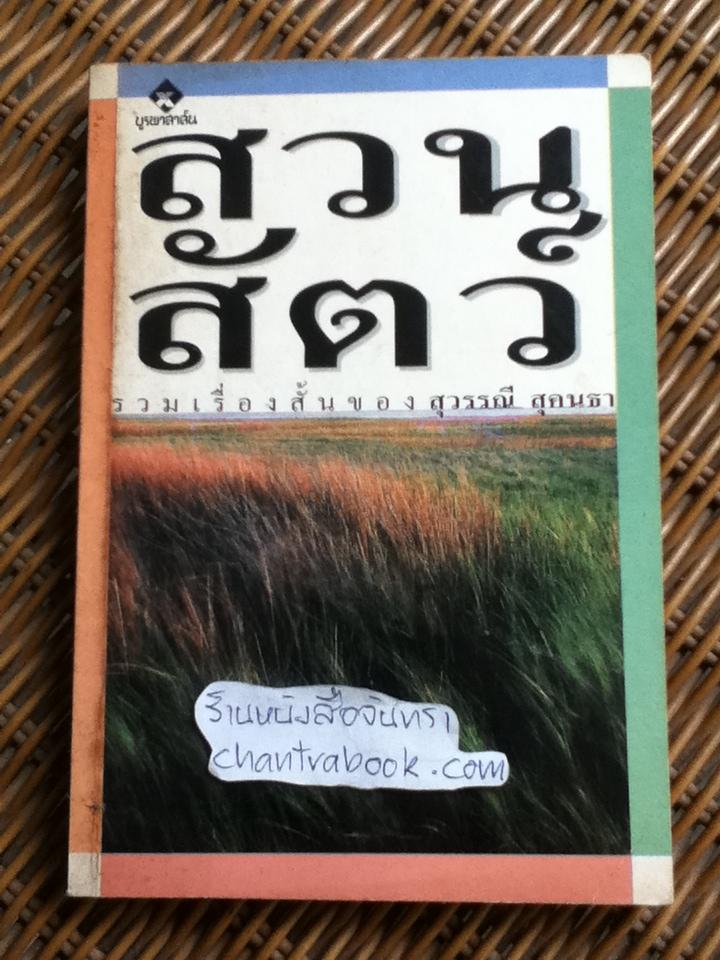 บูรพาสาส์น
สวน
สัตว์
รวมเรื่องสั้นของ สุวรรณี สุคนธา
ร้านหนังสือจันทรา
chantrabook.com